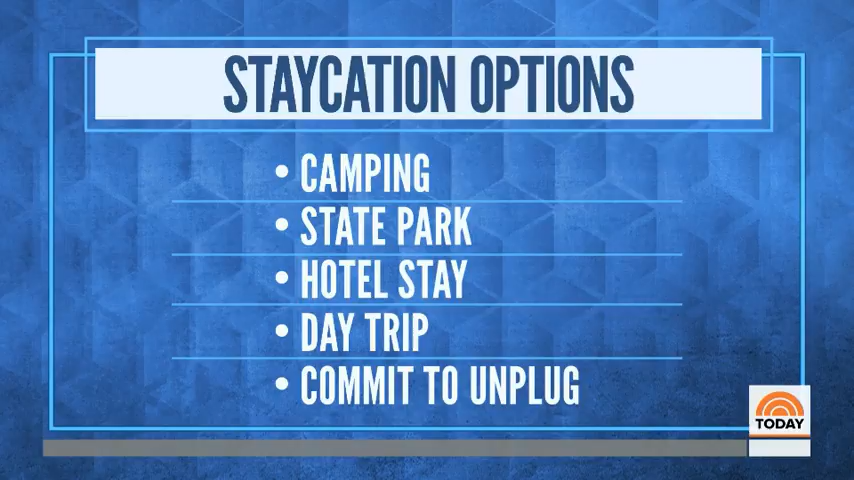 STAYCATION OPTIONS
• CAMPING
• STATE PARK
• HOTEL STAY
• DAY TRIP
• COMMIT TO UNPLUG
TODAY